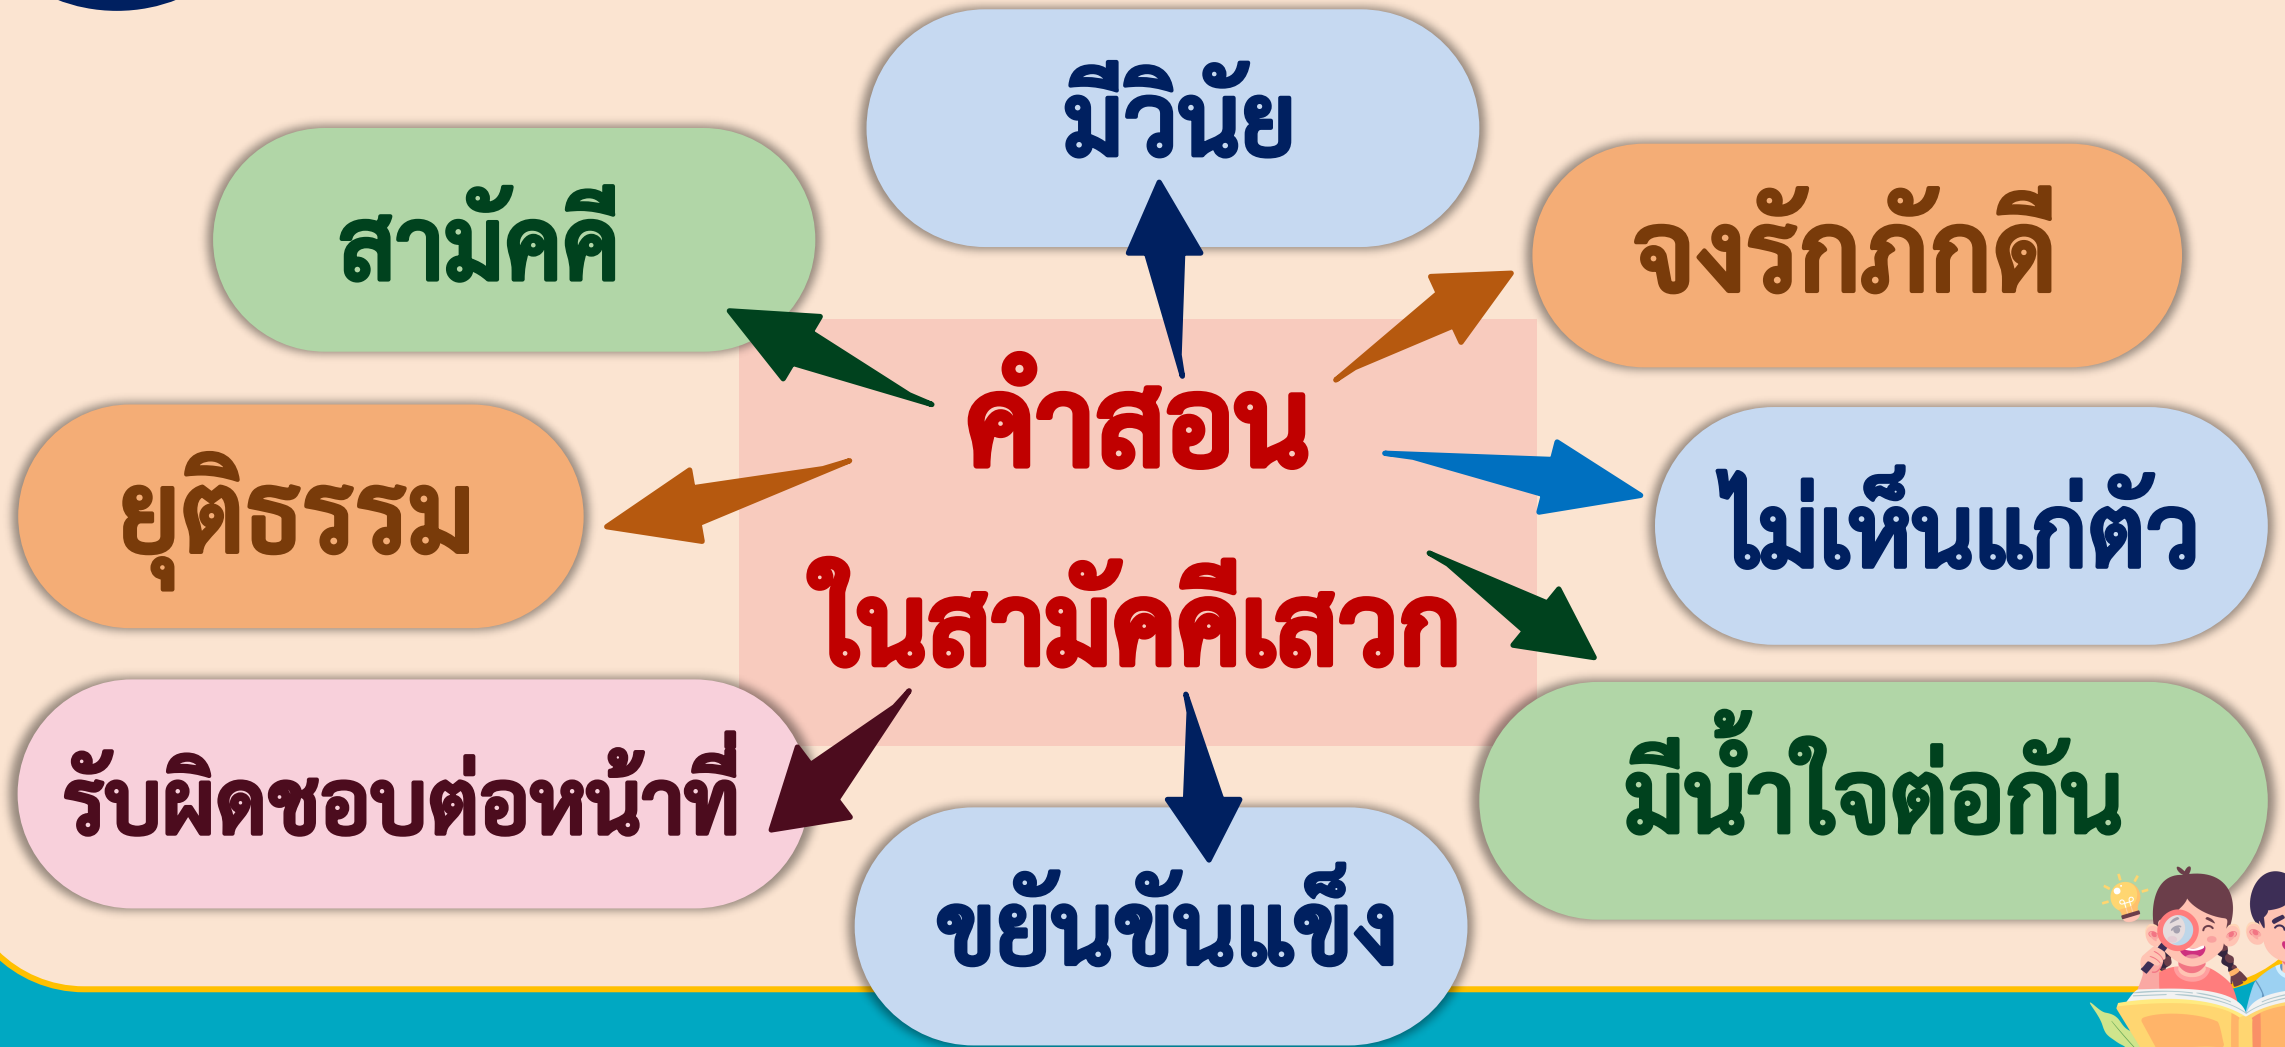 มีวินัย
สามัคคี
จงรักภักดี
คำสอน
ในสามัคคีเสวก
ยุติธรรม
ไม่เห็นแก่ตัว
รับผิดชอบต่อหน้าที่
มีน้ำใจต่อกัน
ขยันขันแข็ง